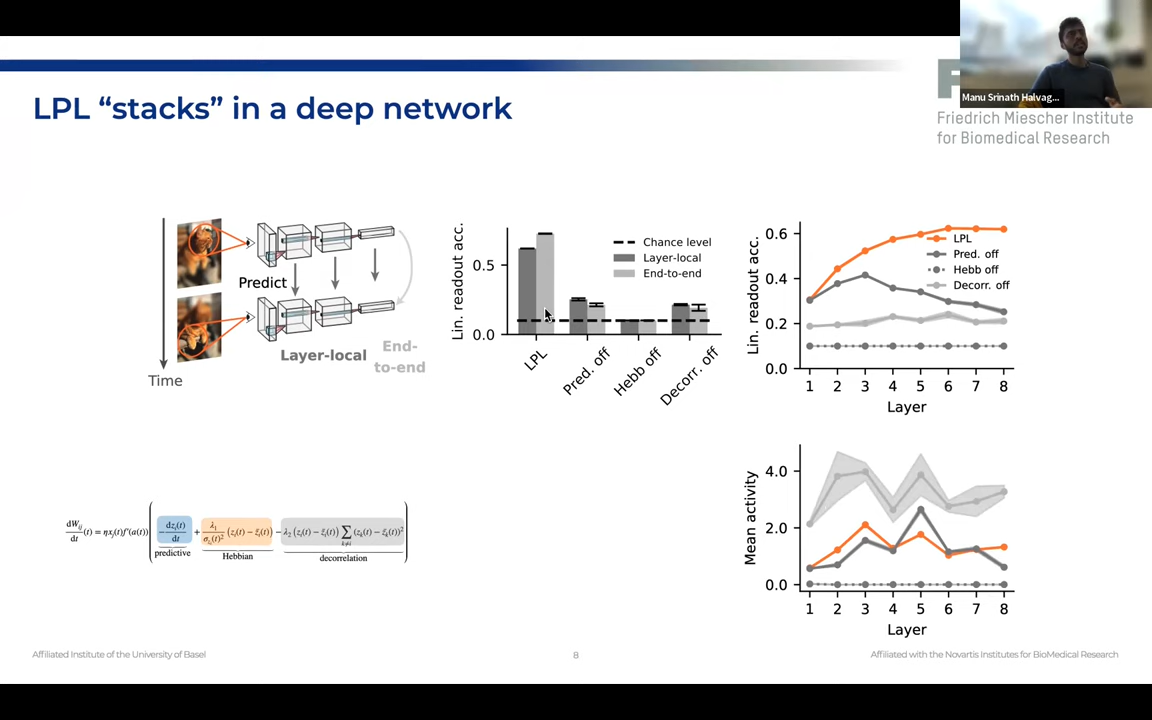 Manu Srinath Halvag...
LPL “stacks” in a deep network
Friedrich Miescher Institute
for Biomedical Research
Predict
Layer-local
End-
to-end
Time
Lin. readout acc.
0.5
0.0
Chance level
Layer-local
End-to-end
LPL
Pred. off
Hebb off
Decorr. off
Lin. readout acc.
0.6
0.4
0.2
0.0
LPL
Pred. off
Hebb off
Decorr. off
1 2 3 4 5 6 7 8
Layer
Mean activity
4.0
2.0
0.0
1 2 3 4 5 6 7 8
Layer
predictive
Hebbian
decorrelation
Affiliated Institute of the University of Basel
8
Affiliated with the Novartis Institutes for BioMedical Research